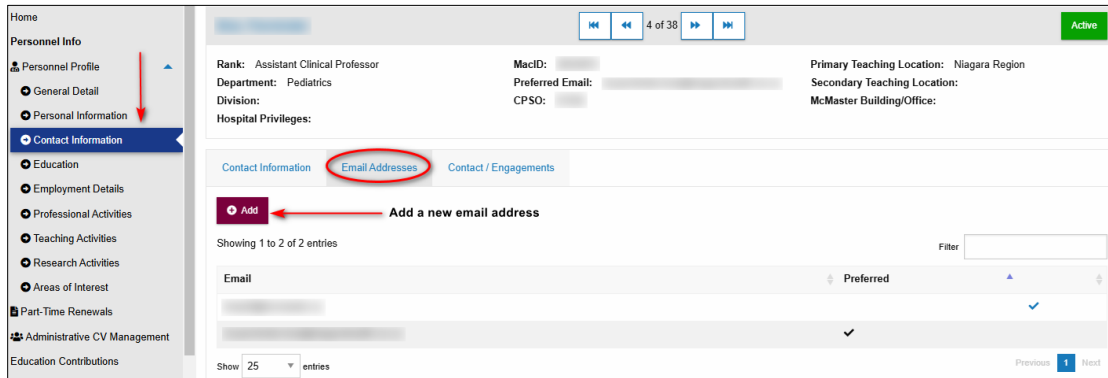 Home
Personnel Info
Personnel Profile
General Detail
Personal Information
Contact Information
Education
Employment Details
Professional Activities
Teaching Activities
Research Activities
Areas of Interest
Part-Time Renewals
Administrative CV Management
Education Contributions
4 of 38
Active
Rank: Assistant Clinical Professor
Department: Pediatrics
Division:
Hospital Privileges:
MacID:
Preferred Email:
CPSO:
Primary Teaching Location: Niagara Region
Secondary Teaching Location:
McMaster Building/Office:
Contact Information Email Addresses Contact / Engagements
Add Add a new email address
Showing 1 to 2 of 2 entries
Filter
Email Preferred
Show 25 entries
Previous 1 Next